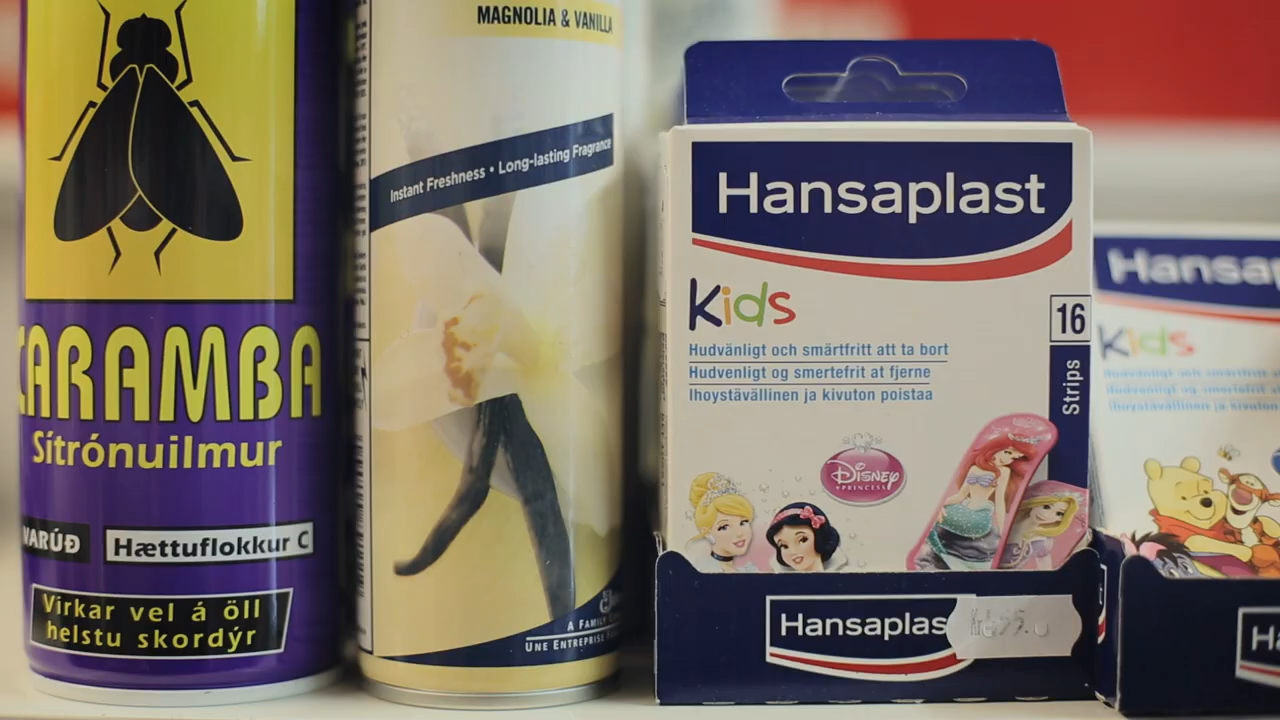 CARAMBA
Sítrónuilmur
VARÚÐ
Hættuflokkur C
Virkar vel á öll
helstu skordýr
MAGNOLIA & VANILLA
Instant Freshness • Long-lasting Fragrance
A FAMILY
UNE ENTREPRISE
Hansaplast
Kids
16
Strips
Hudvänligt och smärtfritt att ta bort
Hudvenligt og smertefrit at fjerne
Ihoystävällinen ja kivuton poistaa
DISNEY
PRINCESS
Hansaplas
Hansap
Kids